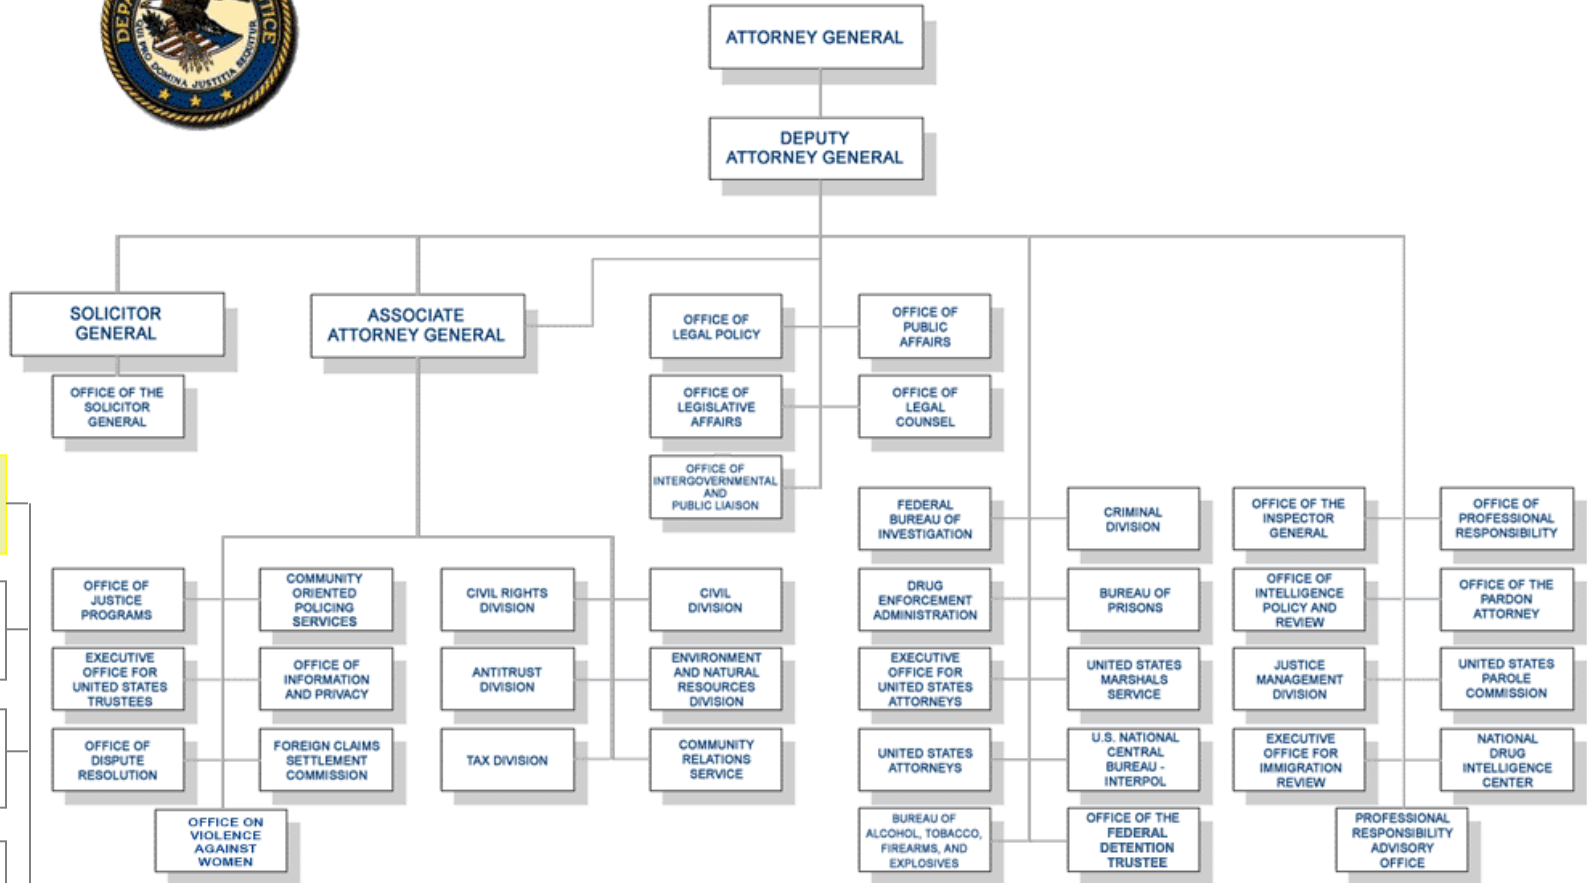 DEPA
TICE
QUI PRO DOMINA JUSTITIA SEQUITUR
ATTORNEY GENERAL
DEPUTY
ATTORNEY GENERAL
SOLICITOR
GENERAL
ASSOCIATE
ATTORNEY GENERAL
OFFICE OF
LEGAL POLICY
OFFICE OF
PUBLIC
AFFAIRS
OFFICE OF THE
SOLICITOR
GENERAL
OFFICE OF
LEGISLATIVE
AFFAIRS
OFFICE OF
LEGAL
COUNSEL
OFFICE OF
INTERGOVERNMENTAL
AND
PUBLIC LIAISON
FEDERAL
BUREAU OF
INVESTIGATION
CRIMINAL
DIVISION
OFFICE OF THE
INSPECTOR
GENERAL
OFFICE OF
PROFESSIONAL
RESPONSIBILITY
OFFICE OF
JUSTICE
PROGRAMS
COMMUNITY
ORIENTED
POLICING
SERVICES
CIVIL RIGHTS
DIVISION
CIVIL
DIVISION
DRUG
ENFORCEMENT
ADMINISTRATION
BUREAU OF
PRISONS
OFFICE OF
INTELLIGENCE
POLICY AND
REVIEW
OFFICE OF THE
PARDON
ATTORNEY
EXECUTIVE
OFFICE FOR
UNITED STATES
TRUSTEES
OFFICE OF
INFORMATION
AND PRIVACY
ANTITRUST
DIVISION
ENVIRONMENT
AND NATURAL
RESOURCES
DIVISION
EXECUTIVE
OFFICE FOR
UNITED STATES
ATTORNEYS
UNITED STATES
MARSHALS
SERVICE
JUSTICE
MANAGEMENT
DIVISION
UNITED STATES
PAROLE
COMMISSION
OFFICE OF
DISPUTE
RESOLUTION
FOREIGN CLAIMS
SETTLEMENT
COMMISSION
TAX DIVISION
COMMUNITY
RELATIONS
SERVICE
UNITED STATES
ATTORNEYS
U.S. NATIONAL
CENTRAL
BUREAU -
INTERPOL
EXECUTIVE
OFFICE FOR
IMMIGRATION
REVIEW
NATIONAL
DRUG
INTELLIGENCE
CENTER
OFFICE ON
VIOLENCE
AGAINST
WOMEN
BUREAU OF
ALCOHOL, TOBACCO,
FIREARMS, AND
EXPLOSIVES
OFFICE OF THE
FEDERAL
DETENTION
TRUSTEE
PROFESSIONAL
RESPONSIBILITY
ADVISORY
OFFICE